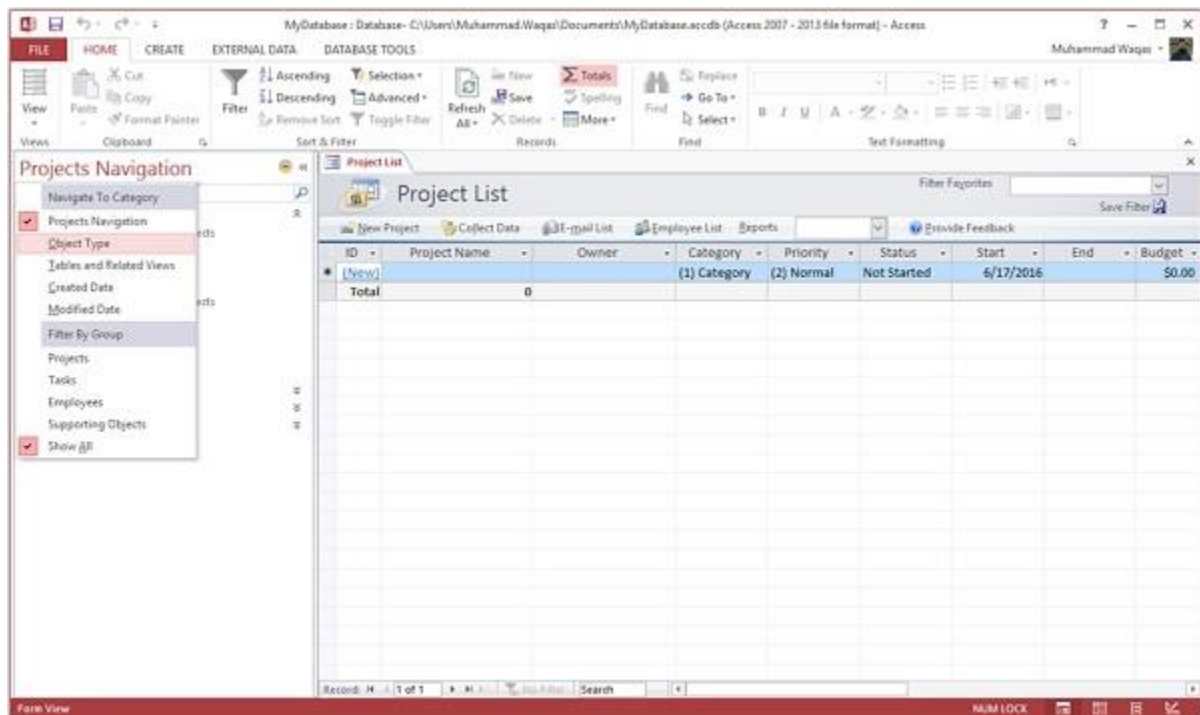 MyDatabase : Database- C:\Users\Muhammad.Waqas\Documents\MyDatabase.accdb (Access 2007 - 2013 file format) - Access
FILE HOME CREATE EXTERNAL DATA DATABASE TOOLS Muhammad Waqas
View
Views
Paste
Cut
Copy
Format Painter
Clipboard
Filter
Ascending
Descending
Remove Sort
Selection
Advanced
Toggle Filter
Sort & Filter
Refresh All
New
Save
Delete
Totals
Spelling
More
Records
Find
Replace
Go To
Select
Find
B I U A
Text Formatting
Projects Navigation
Navigate To Category
Projects Navigation
Object Type
Tables and Related Views
Created Date
Modified Date
Filter By Group
Projects
Tasks
Employees
Supporting Objects
Show All
Project List
Project List
Filter Favorites
Save Filter
New Project Collect Data E-mail List Employee List Reports Provide Feedback
ID Project Name Owner Category Priority Status Start End Budget
(New) (1) Category (2) Normal Not Started 6/17/2016 $0.00
Total 0
Record: 1 of 1 No Filter Search
Form View NUM LOCK